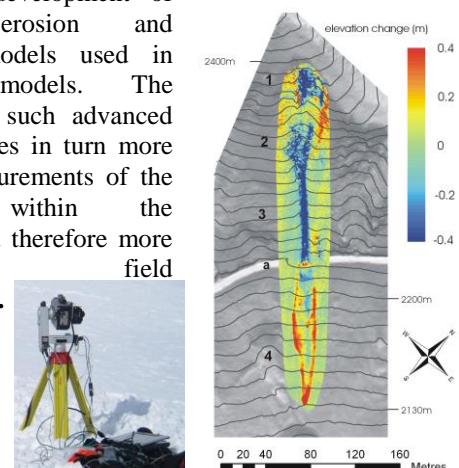 development of
erosion and
models used in
models. The
such advanced
es in turn more
urements of the
within the
therefore more
field
elevation change (m)
2400m
1
2
3
a
4
0.4
0.2
0
-0.2
-0.4
2200m
2130m
W
N
S
E
0 20 40 80 120 160
Metres